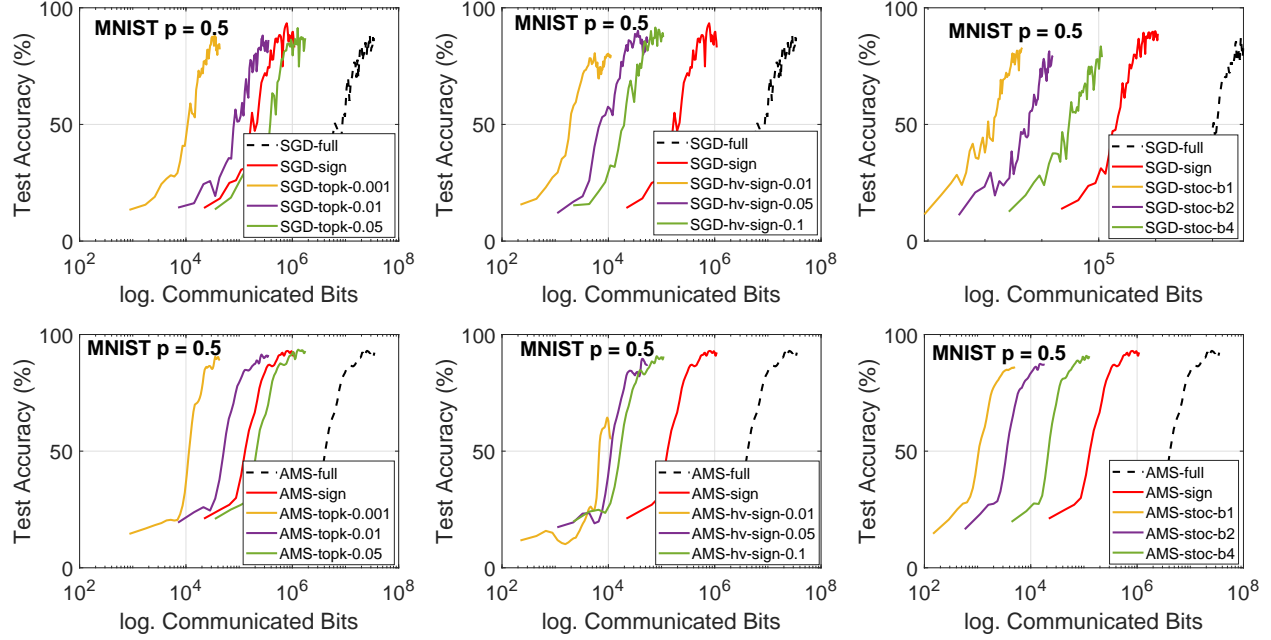 MNIST p = 0.5
Test Accuracy (%)
100
50
0
SGD-full
SGD-sign
SGD-topk-0.001
SGD-topk-0.01
SGD-topk-0.05
10^2 10^4 10^6 10^8
log. Communicated Bits
MNIST p = 0.5
Test Accuracy (%)
100
50
0
SGD-full
SGD-sign
SGD-hv-sign-0.01
SGD-hv-sign-0.05
SGD-hv-sign-0.1
10^2 10^4 10^6 10^8
log. Communicated Bits
MNIST p = 0.5
Test Accuracy (%)
100
50
0
SGD-full
SGD-sign
SGD-stoc-b1
SGD-stoc-b2
SGD-stoc-b4
10^5
log. Communicated Bits
MNIST p = 0.5
Test Accuracy (%)
100
50
0
AMS-full
AMS-sign
AMS-topk-0.001
AMS-topk-0.01
AMS-topk-0.05
10^2 10^4 10^6 10^8
log. Communicated Bits
MNIST p = 0.5
Test Accuracy (%)
100
50
0
AMS-full
AMS-sign
AMS-hv-sign-0.01
AMS-hv-sign-0.05
AMS-hv-sign-0.1
10^2 10^4 10^6 10^8
log. Communicated Bits
MNIST p = 0.5
Test Accuracy (%)
100
50
0
AMS-full
AMS-sign
AMS-stoc-b1
AMS-stoc-b2
AMS-stoc-b4
10^2 10^4 10^6 10^8
log. Communicated Bits